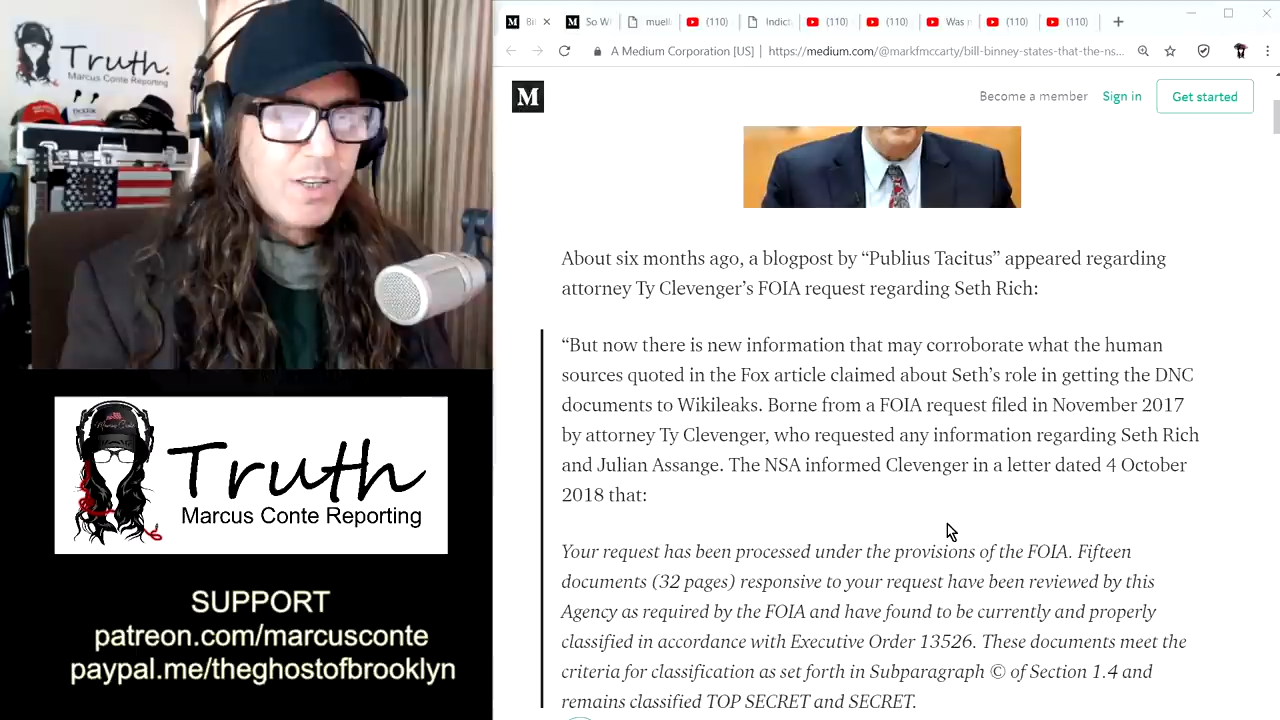 Truth.
Marcus Conte Reporting
Truth
Marcus Conte Reporting
SUPPORT
patreon.com/marcusconte
paypal.me/theghostofbrooklyn
So W
muell
(110)
Indict
(110)
(110)
Was
(110)
(110)
A Medium Corporation [US] | https://medium.com/@markfmccarty/bill-binney-states-that-the-ns...
M
Become a member
Sign in
Get started
About six months ago, a blogpost by “Publius Tacitus” appeared regarding
attorney Ty Clevenger’s FOIA request regarding Seth Rich:
“But now there is new information that may corroborate what the human
sources quoted in the Fox article claimed about Seth’s role in getting the DNC
documents to Wikileaks. Borne from a FOIA request filed in November 2017
by attorney Ty Clevenger, who requested any information regarding Seth Rich
and Julian Assange. The NSA informed Clevenger in a letter dated 4 October
2018 that:
Your request has been processed under the provisions of the FOIA. Fifteen
documents (32 pages) responsive to your request have been reviewed by this
Agency as required by the FOIA and have found to be currently and properly
classified in accordance with Executive Order 13526. These documents meet the
criteria for classification as set forth in Subparagraph © of Section 1.4 and
remains classified TOP SECRET and SECRET.